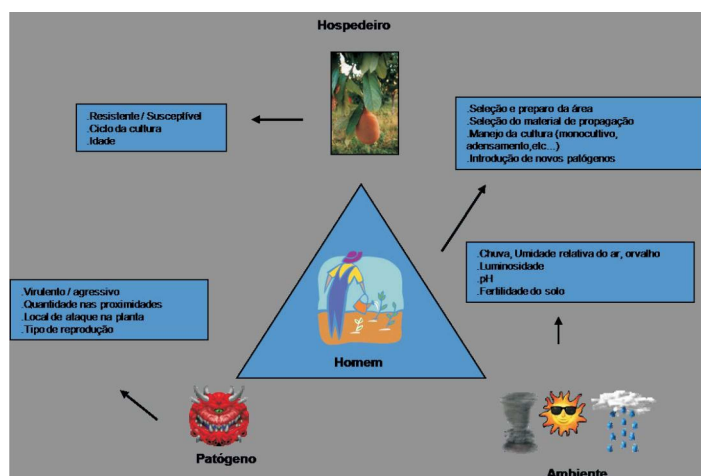 Hospedeiro
.Resistente / Susceptível
.Ciclo da cultura
.Idade
.Seleção e preparo da área
.Seleção do material de propagação
.Manejo da cultura (monocultivo,
adensamento,etc...)
.Introdução de novos patógenos
.Chuva, Umidade relativa do ar, orvalho
.Luminosidade
.pH
.Fertilidade do solo
.Virulento / agressivo
.Quantidade nas proximidades
.Local de ataque na planta
.Tipo de reprodução
Homem
Patógeno
Ambiente